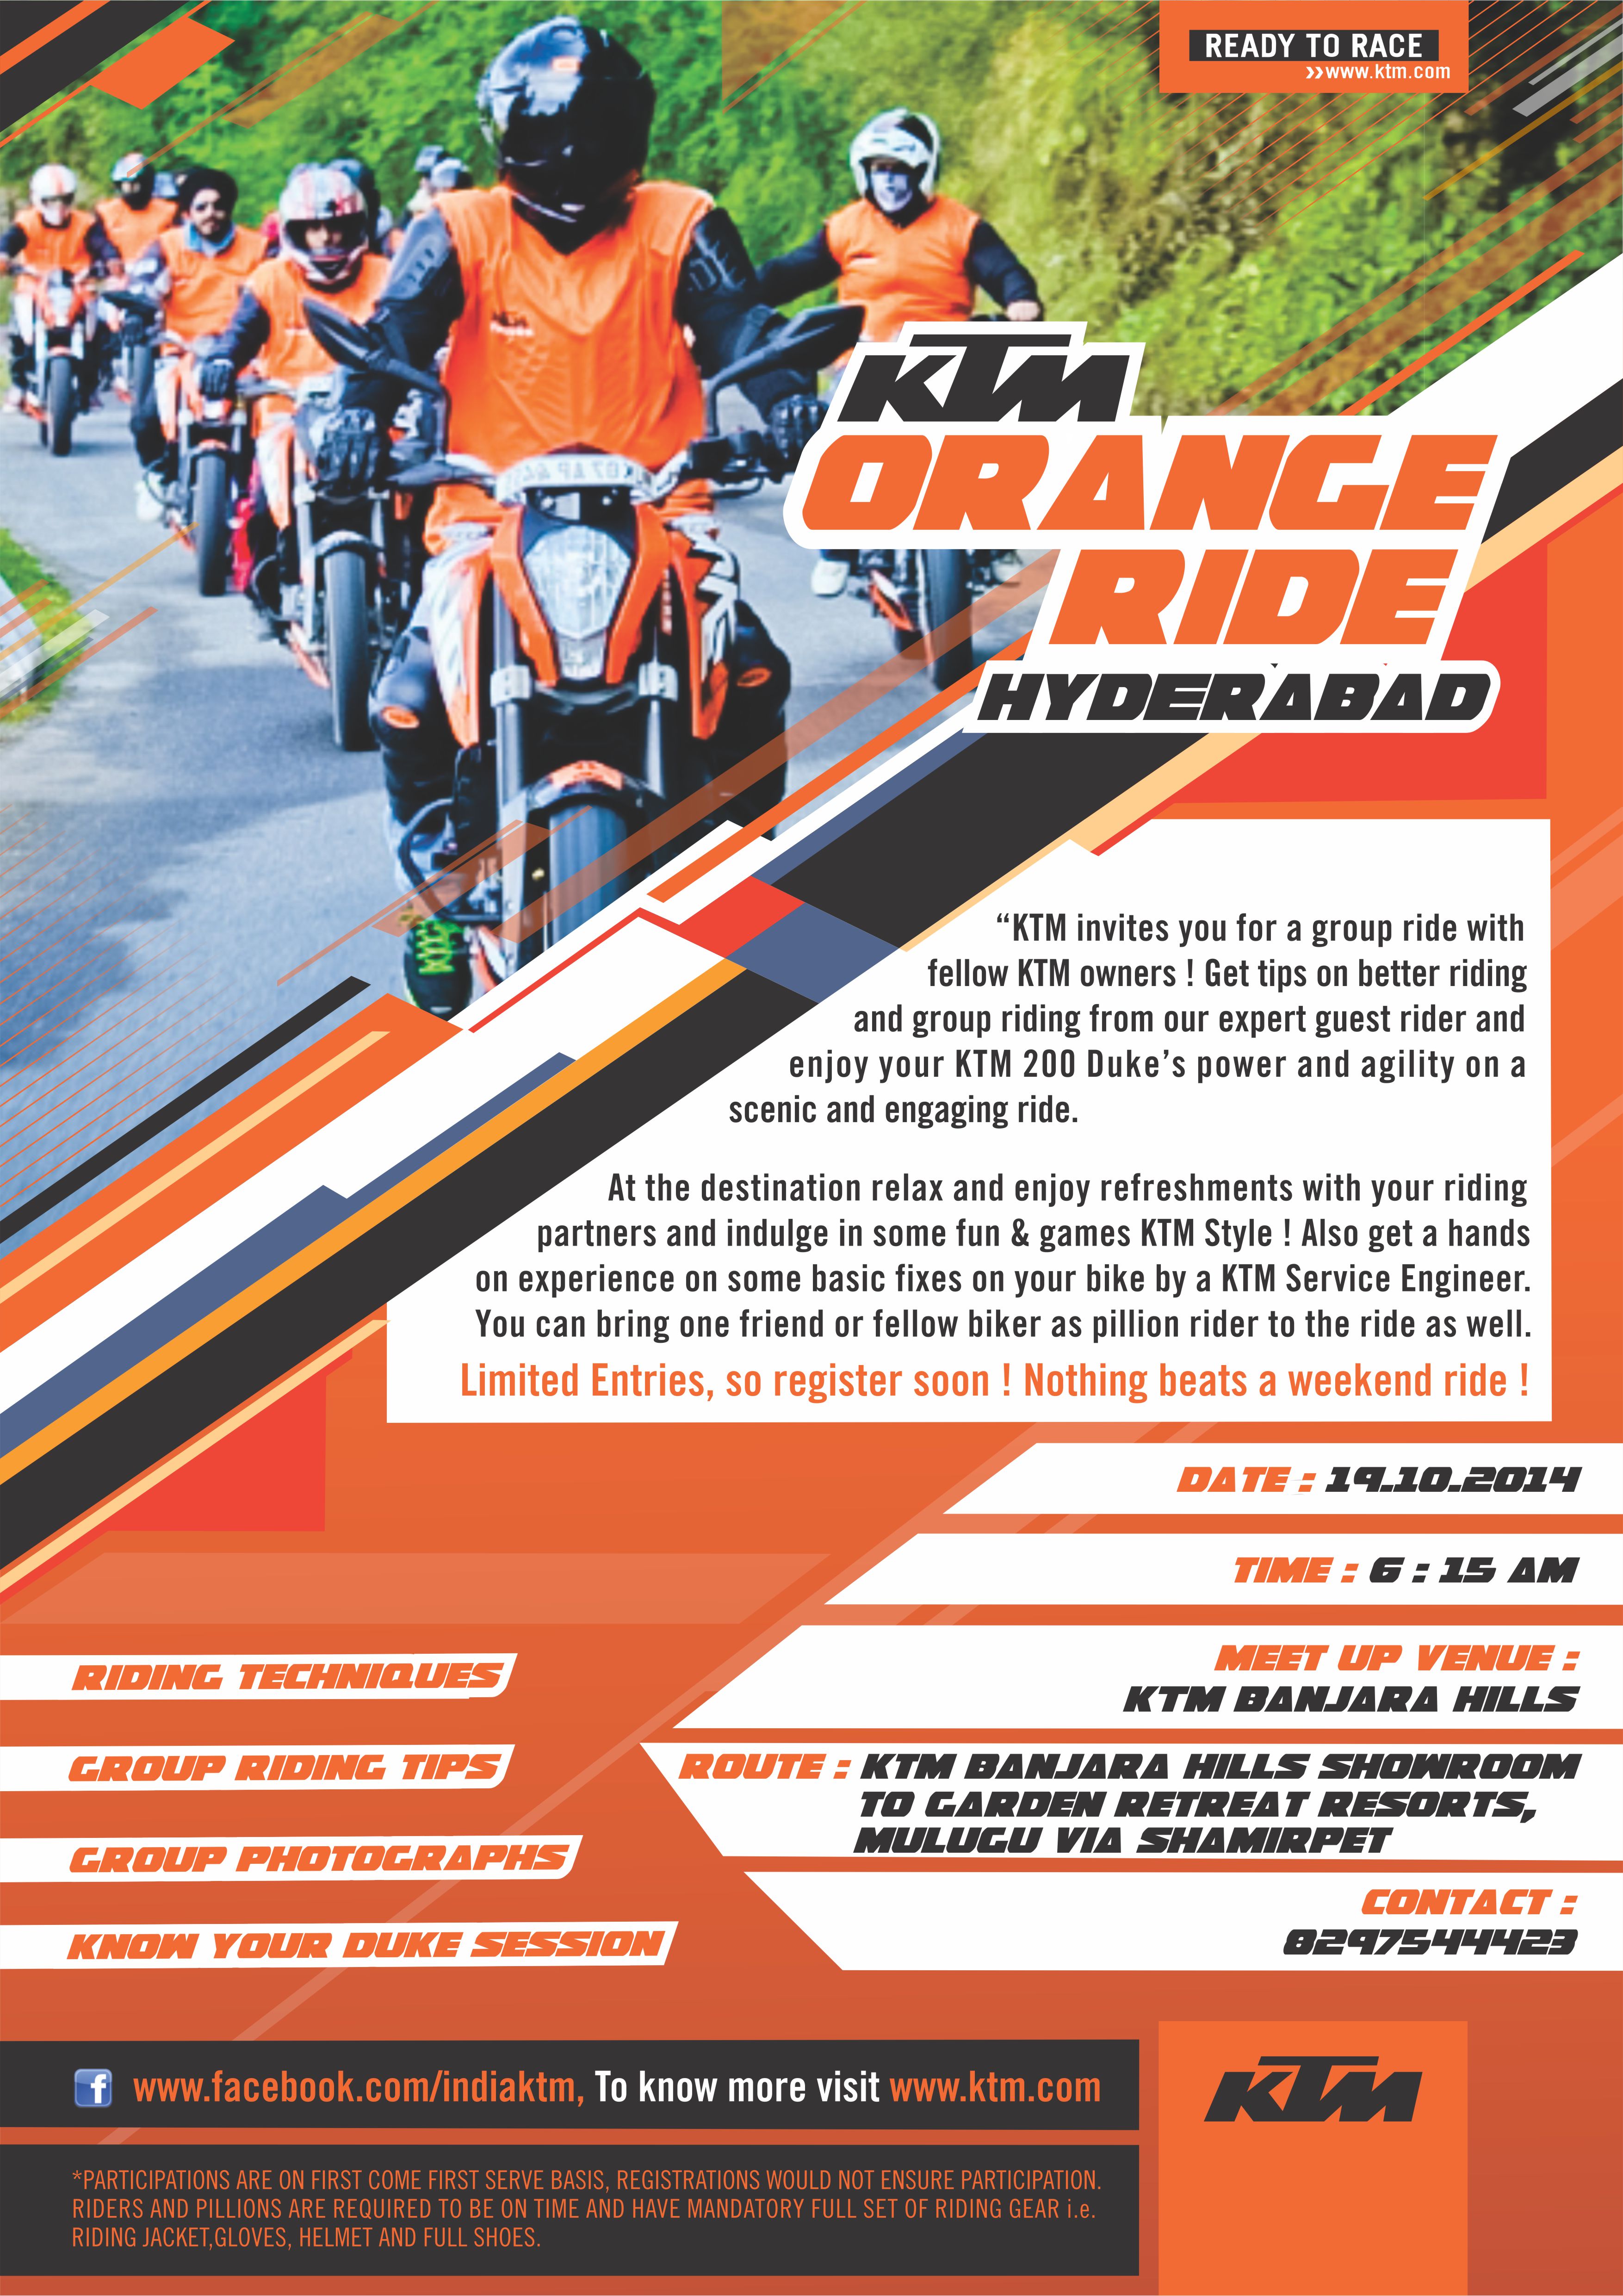 READY TO RACE
»www.ktm.com
KTM
ORANGE
RIDE
HYDERABAD
“KTM invites you for a group ride with
fellow KTM owners ! Get tips on better riding
and group riding from our expert guest rider and
enjoy your KTM 200 Duke’s power and agility on a
scenic and engaging ride.
At the destination relax and enjoy refreshments with your riding
partners and indulge in some fun & games KTM Style ! Also get a hands
on experience on some basic fixes on your bike by a KTM Service Engineer.
You can bring one friend or fellow biker as pillion rider to the ride as well.
Limited Entries, so register soon ! Nothing beats a weekend ride !
DATE : 19.10.2014
TIME : 6 : 15 AM
MEET UP VENUE :
KTM BANJARA HILLS
ROUTE : KTM BANJARA HILLS SHOWROOM
TO GARDEN RETREAT RESORTS,
MULUGU VIA SHAMIRPET
CONTACT :
8297544423
RIDING TECHNIQUES
GROUP RIDING TIPS
GROUP PHOTOGRAPHS
KNOW YOUR DUKE SESSION
f www.facebook.com/indiaktm, To know more visit www.ktm.com
KTM
*PARTICIPATIONS ARE ON FIRST COME FIRST SERVE BASIS, REGISTRATIONS WOULD NOT ENSURE PARTICIPATION.
RIDERS AND PILLIONS ARE REQUIRED TO BE ON TIME AND HAVE MANDATORY FULL SET OF RIDING GEAR i.e.
RIDING JACKET,GLOVES, HELMET AND FULL SHOES.